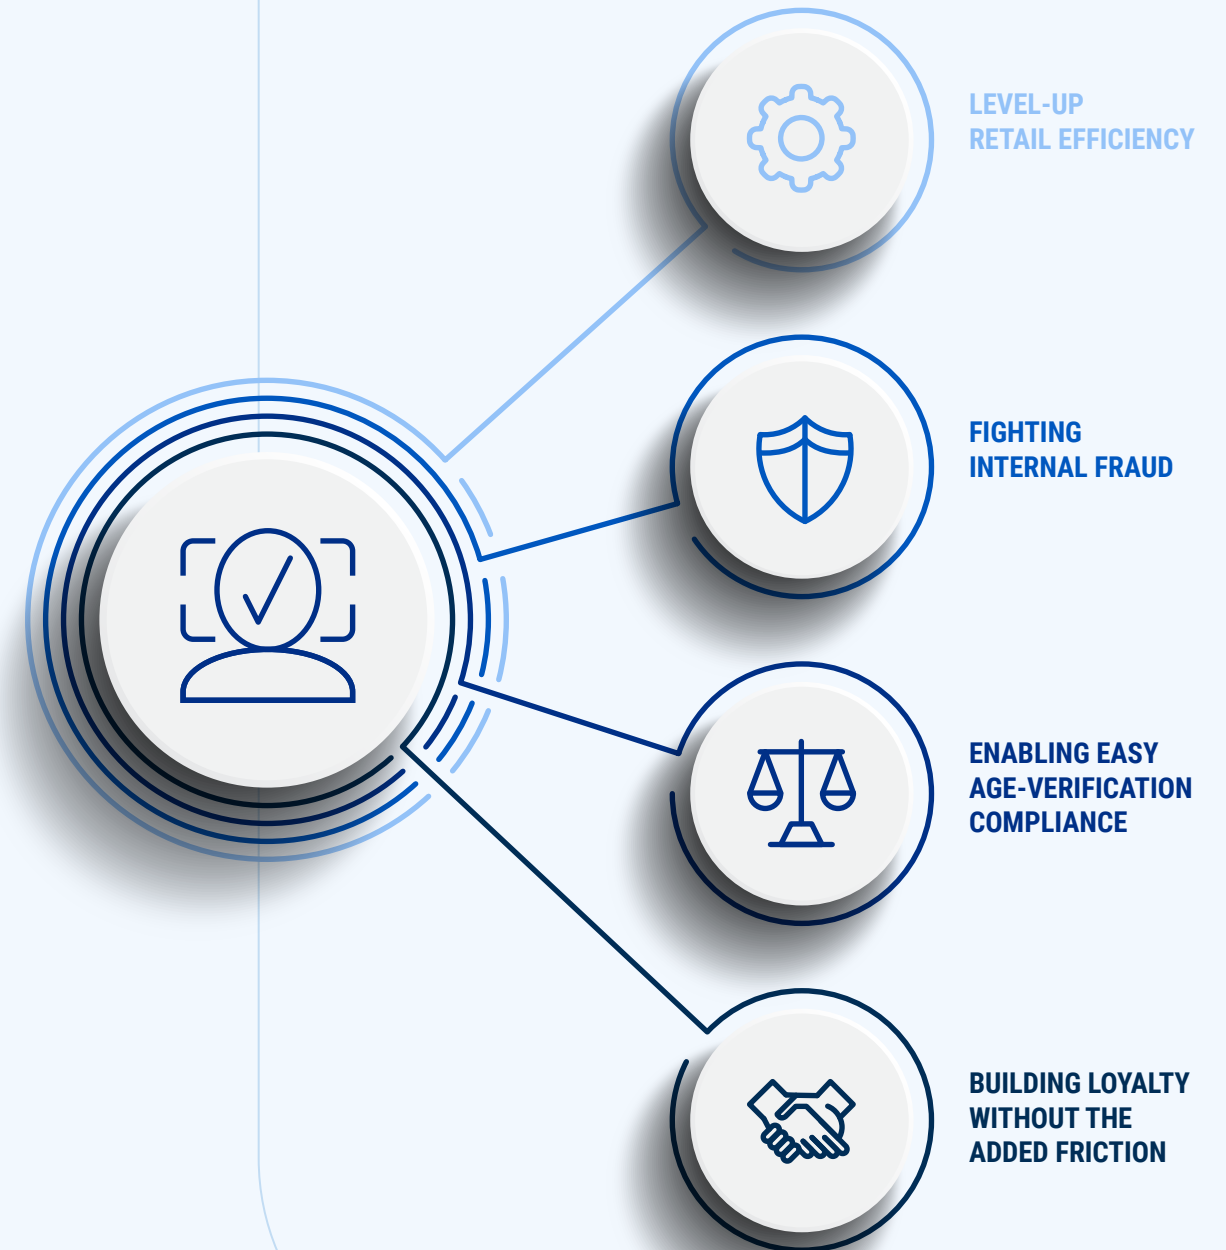 LEVEL-UP
RETAIL EFFICIENCY
FIGHTING
INTERNAL FRAUD
ENABLING EASY
AGE-VERIFICATION
COMPLIANCE
BUILDING LOYALTY
WITHOUT THE
ADDED FRICTION